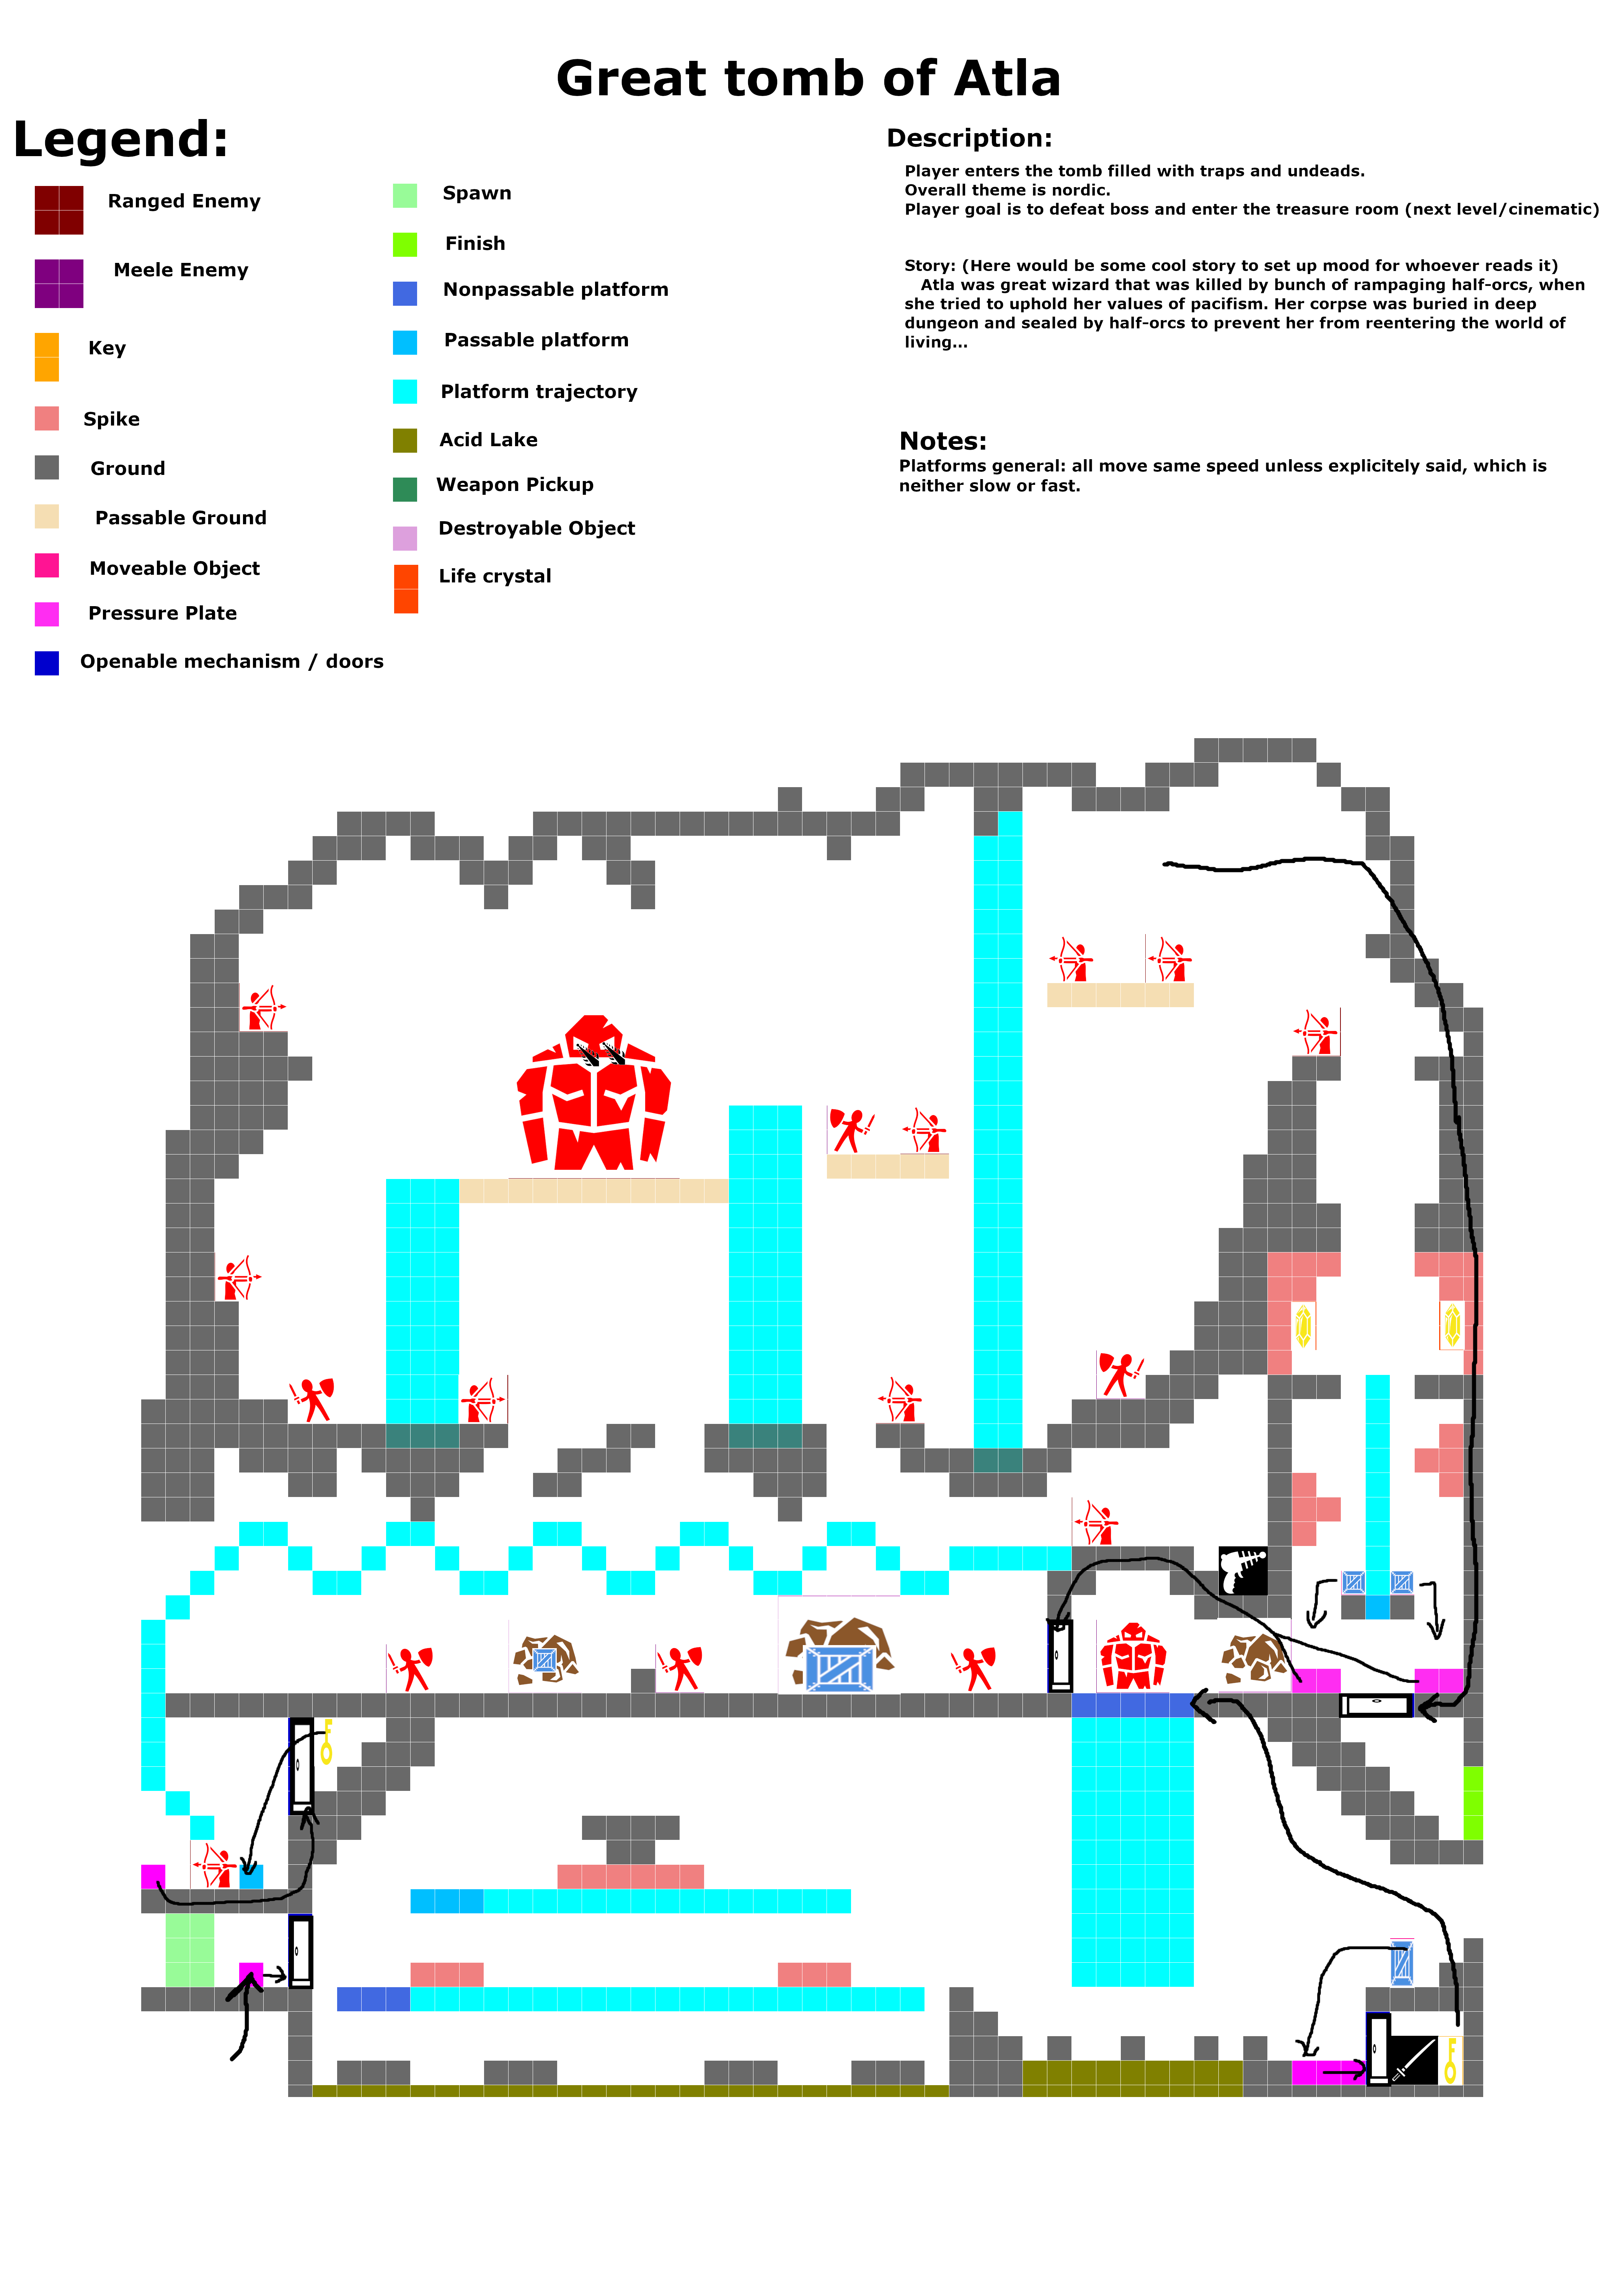 Great tomb of Atla
Legend:
Ranged Enemy
Meele Enemy
Key
Spike
Ground
Passable Ground
Moveable Object
Pressure Plate
Openable mechanism / doors
Spawn
Finish
Nonpassable platform
Passable platform
Platform trajectory
Acid Lake
Weapon Pickup
Destroyable Object
Life crystal
Description:
Player enters the tomb filled with traps and undeads.
Overall theme is nordic.
Player goal is to defeat boss and enter the treasure room (next level/cinematic)
Story: (Here would be some cool story to set up mood for whoever reads it)
Atla was great wizard that was killed by bunch of rampaging half-orcs, when
she tried to uphold her values of pacifism. Her corpse was buried in deep
dungeon and sealed by half-orcs to prevent her from reentering the world of
living...
Notes:
Platforms general: all move same speed unless explicitely said, which is
neither slow or fast.